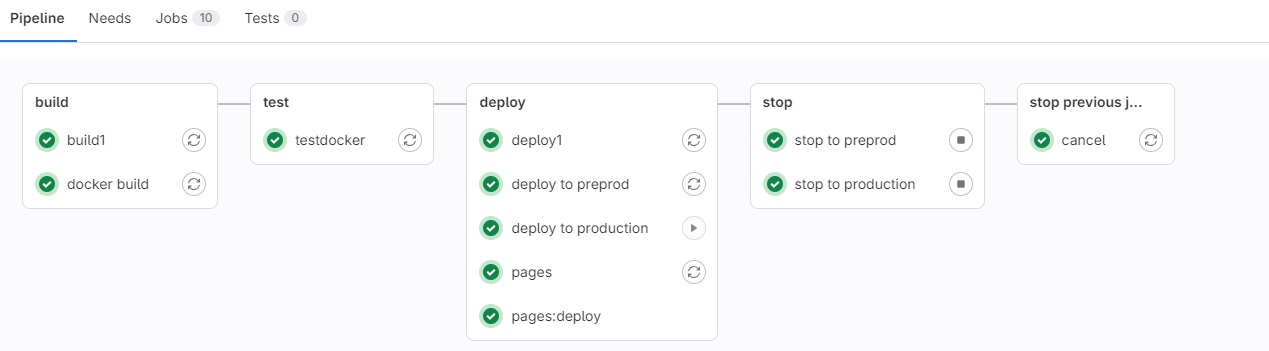 Pipeline Needs Jobs 10 Tests 0
build
build1
docker build
test
testdocker
deploy
deploy1
deploy to preprod
deploy to production
pages
pages:deploy
stop
stop to preprod
stop to production
stop previous j...
cancel